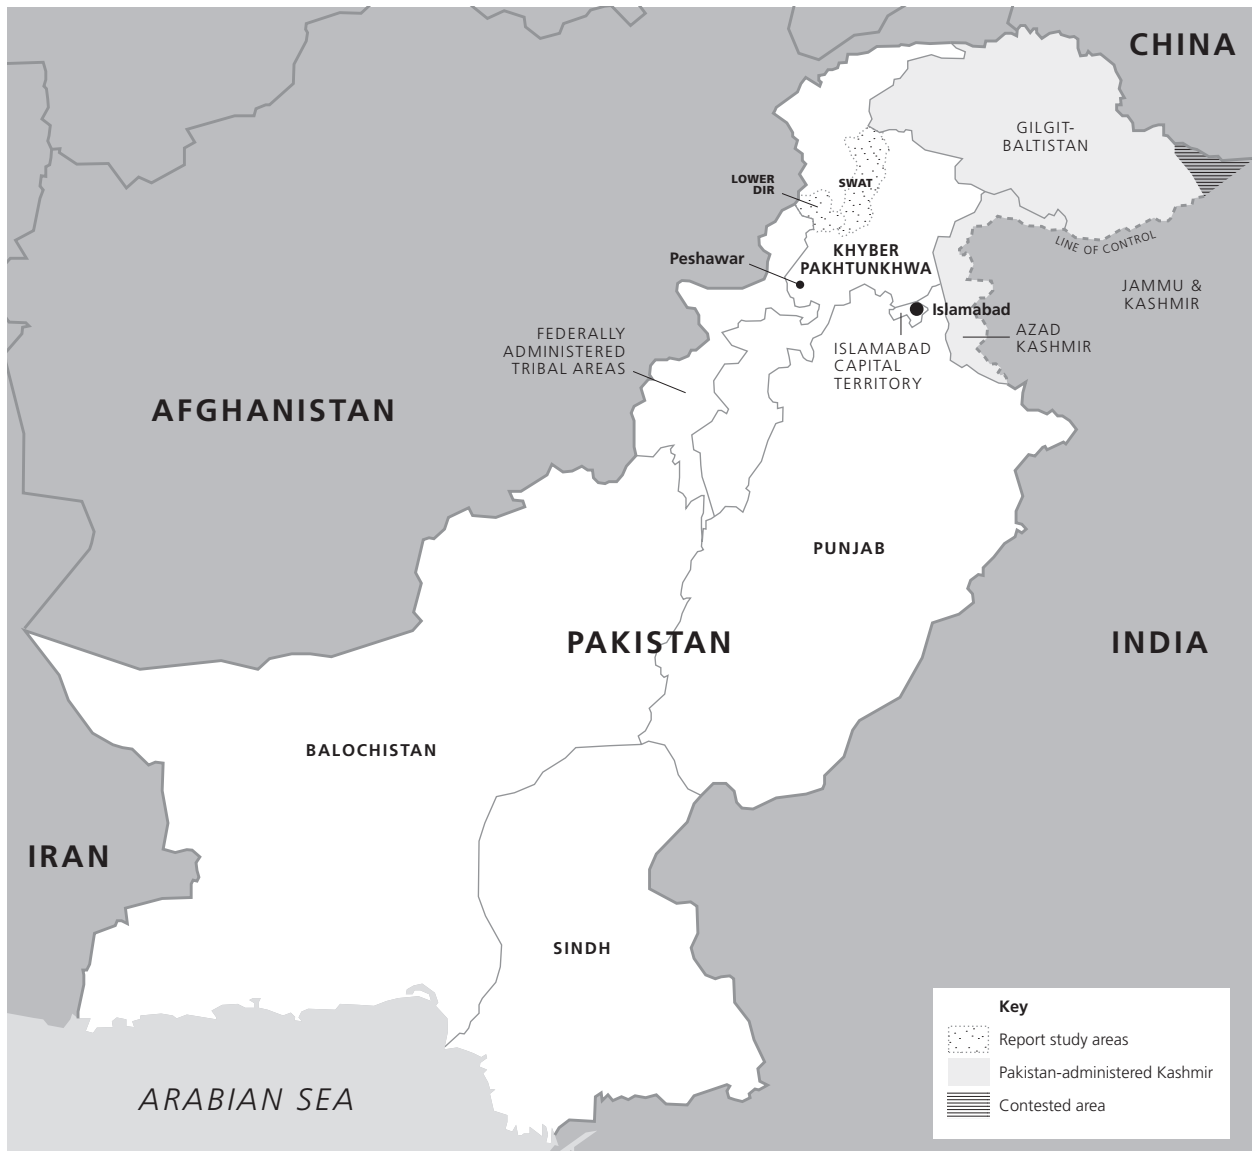 CHINA
GILGIT-
BALTISTAN
LOWER
DIR
SWAT
LINE OF CONTROL
KHYBER
PAKHTUNKHWA
Peshawar
JAMMU &
KASHMIR
Islamabad
FEDERALLY
ADMINISTERED
TRIBAL AREAS
ISLAMABAD
CAPITAL
TERRITORY
AZAD
KASHMIR
AFGHANISTAN
PUNJAB
PAKISTAN
INDIA
BALOCHISTAN
IRAN
SINDH
ARABIAN SEA
Key
Report study areas
Pakistan-administered Kashmir
Contested area